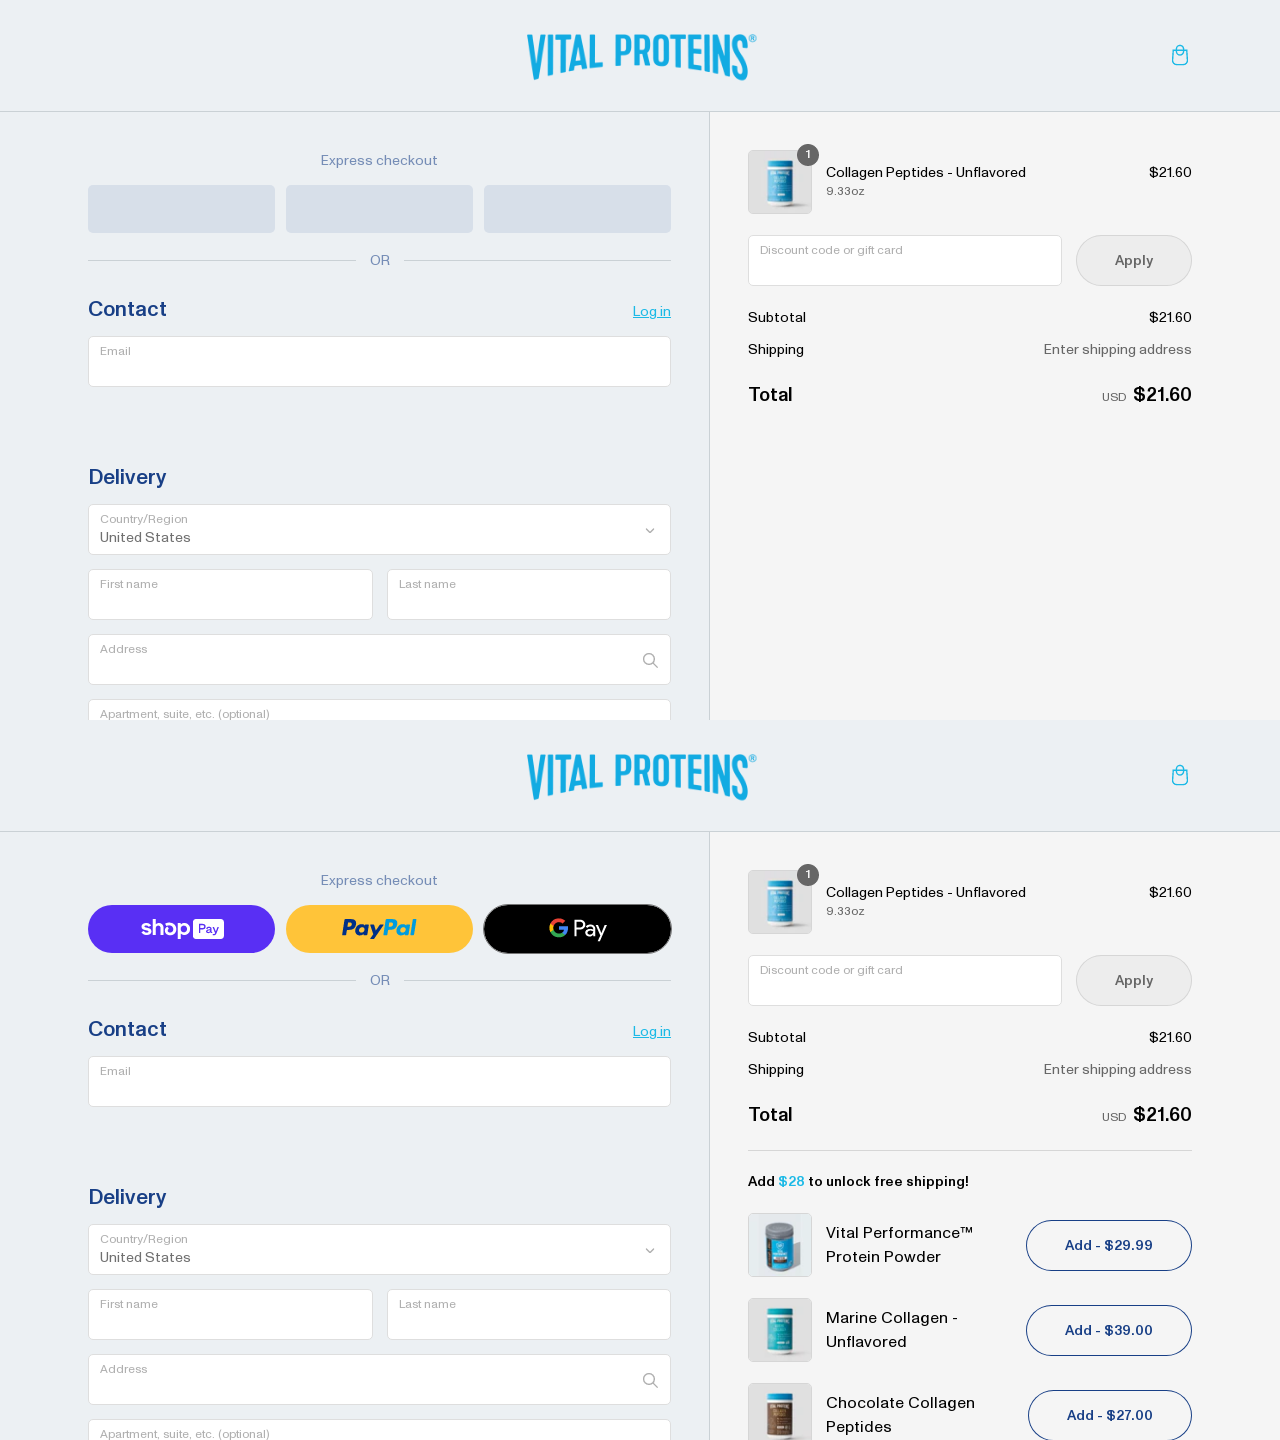 VITAL PROTEINS®
Express checkout
OR
Contact
Log in
Email
Delivery
Country/Region
United States
First name
Last name
Address
Apartment, suite, etc. (optional)
1
Collagen Peptides - Unflavored
$21.60
9.33oz
Discount code or gift card
Apply
Subtotal
$21.60
Shipping
Enter shipping address
Total
USD $21.60
VITAL PROTEINS®
Express checkout
shop Pay
PayPal
G Pay
OR
Contact
Log in
Email
Delivery
Country/Region
United States
First name
Last name
Address
Apartment, suite, etc. (optional)
1
Collagen Peptides - Unflavored
$21.60
9.33oz
Discount code or gift card
Apply
Subtotal
$21.60
Shipping
Enter shipping address
Total
USD $21.60
Add $28 to unlock free shipping!
Vital Performance™
Protein Powder
Add - $29.99
Marine Collagen -
Unflavored
Add - $39.00
Chocolate Collagen
Peptides
Add - $27.00